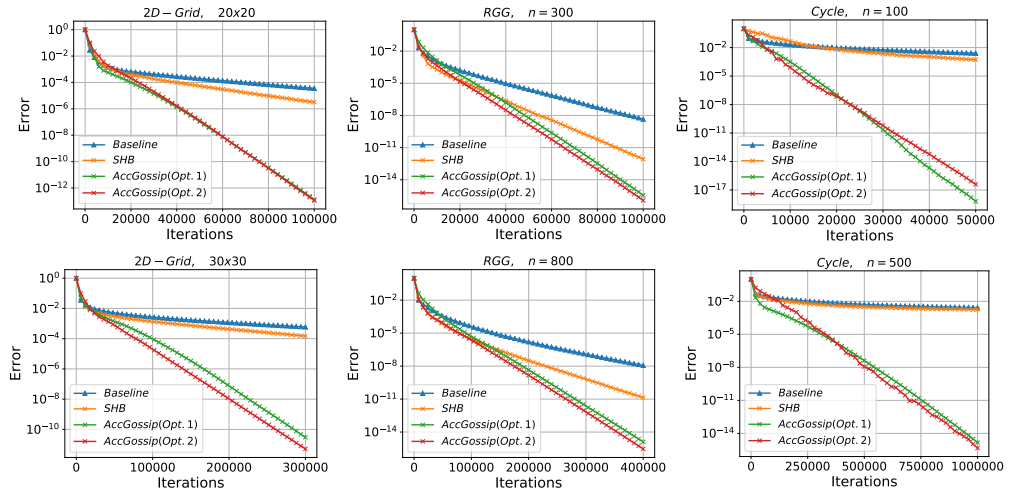 2D − Grid, 20x20
RGG, n = 300
Cycle, n = 100
Error
10^0
10^−2
10^−4
10^−6
10^−8
10^−10
10^−12
Baseline
SHB
AccGossip(Opt. 1)
AccGossip(Opt. 2)
0 20000 40000 60000 80000 100000
Iterations
Error
10^−2
10^−5
10^−8
10^−11
10^−14
Baseline
SHB
AccGossip(Opt. 1)
AccGossip(Opt. 2)
0 20000 40000 60000 80000 100000
Iterations
Error
10^−2
10^−5
10^−8
10^−11
10^−14
10^−17
Baseline
SHB
AccGossip(Opt. 1)
AccGossip(Opt. 2)
0 10000 20000 30000 40000 50000
Iterations
2D − Grid, 30x30
RGG, n = 800
Cycle, n = 500
Error
10^0
10^−2
10^−4
10^−6
10^−8
10^−10
Baseline
SHB
AccGossip(Opt. 1)
AccGossip(Opt. 2)
0 100000 200000 300000
Iterations
Error
10^−2
10^−5
10^−8
10^−11
10^−14
Baseline
SHB
AccGossip(Opt. 1)
AccGossip(Opt. 2)
0 100000 200000 300000 400000
Iterations
Error
10^−2
10^−5
10^−8
10^−11
10^−14
Baseline
SHB
AccGossip(Opt. 1)
AccGossip(Opt. 2)
0 250000 500000 750000 1000000
Iterations